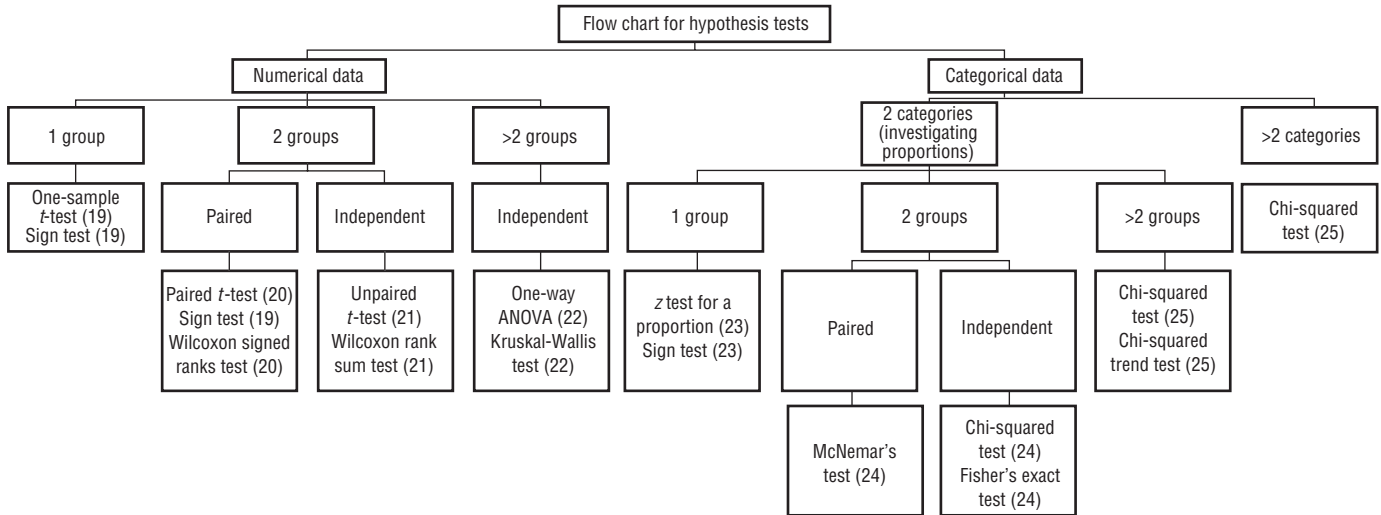 Flow chart for hypothesis tests
Numerical data
Categorical data
1 group
2 groups
>2 groups
2 categories
(investigating
proportions)
>2 categories
One-sample
t-test (19)
Sign test (19)
Paired
Independent
Independent
1 group
2 groups
>2 groups
Chi-squared
test (25)
Paired t-test (20)
Sign test (19)
Wilcoxon signed
ranks test (20)
Unpaired
t-test (21)
Wilcoxon rank
sum test (21)
One-way
ANOVA (22)
Kruskal-Wallis
test (22)
z test for a
proportion (23)
Sign test (23)
Paired
Independent
Chi-squared
test (25)
Chi-squared
trend test (25)
McNemar's
test (24)
Chi-squared
test (24)
Fisher's exact
test (24)